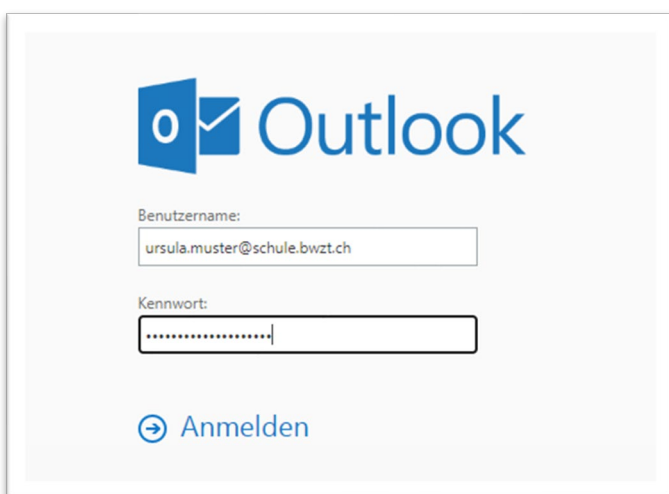 Outlook
Benutzername:
ursula.muster@schule.bwzt.ch
Kennwort:
••••••••••••••••••••
Anmelden